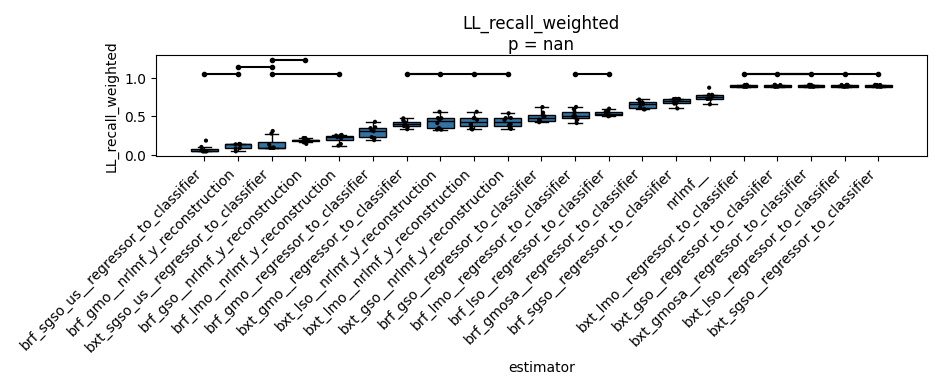 LL_recall_weighted
p = nan
LL_recall_weighted
1.0
0.5
0.0
brf_sgso_us__regressor_to_classifier
brf_gmo__nrlmf_y_reconstruction
bxt_sgso_us__regressor_to_classifier
brf_gso__nrlmf_y_reconstruction
brf_lmo__nrlmf_y_reconstruction
brf_gmo__regressor_to_classifier
bxt_gmo__regressor_to_classifier
bxt_lso__nrlmf_y_reconstruction
bxt_lmo__nrlmf_y_reconstruction
bxt_gso__nrlmf_y_reconstruction
brf_gso__regressor_to_classifier
brf_lmo__regressor_to_classifier
brf_lso__regressor_to_classifier
brf_gmosa__regressor_to_classifier
brf_sgso__regressor_to_classifier
nrlmf__
bxt_lmo__regressor_to_classifier
bxt_gso__regressor_to_classifier
bxt_gmosa__regressor_to_classifier
bxt_lso__regressor_to_classifier
bxt_sgso__regressor_to_classifier
estimator